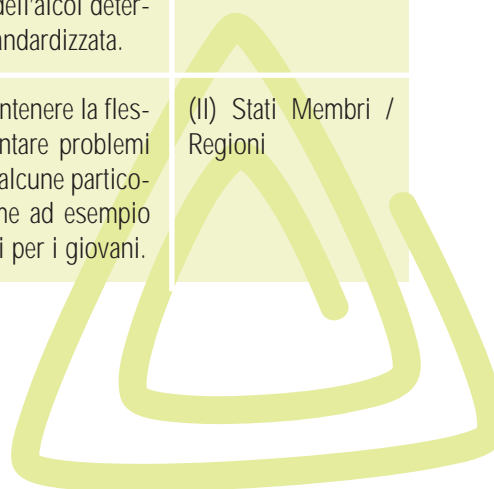 dell'alcol deter-
andardizzata.
ntenere la fles-
ntare problemi
alcune partico-
me ad esempio
i per i giovani.
(II) Stati Membri /
Regioni